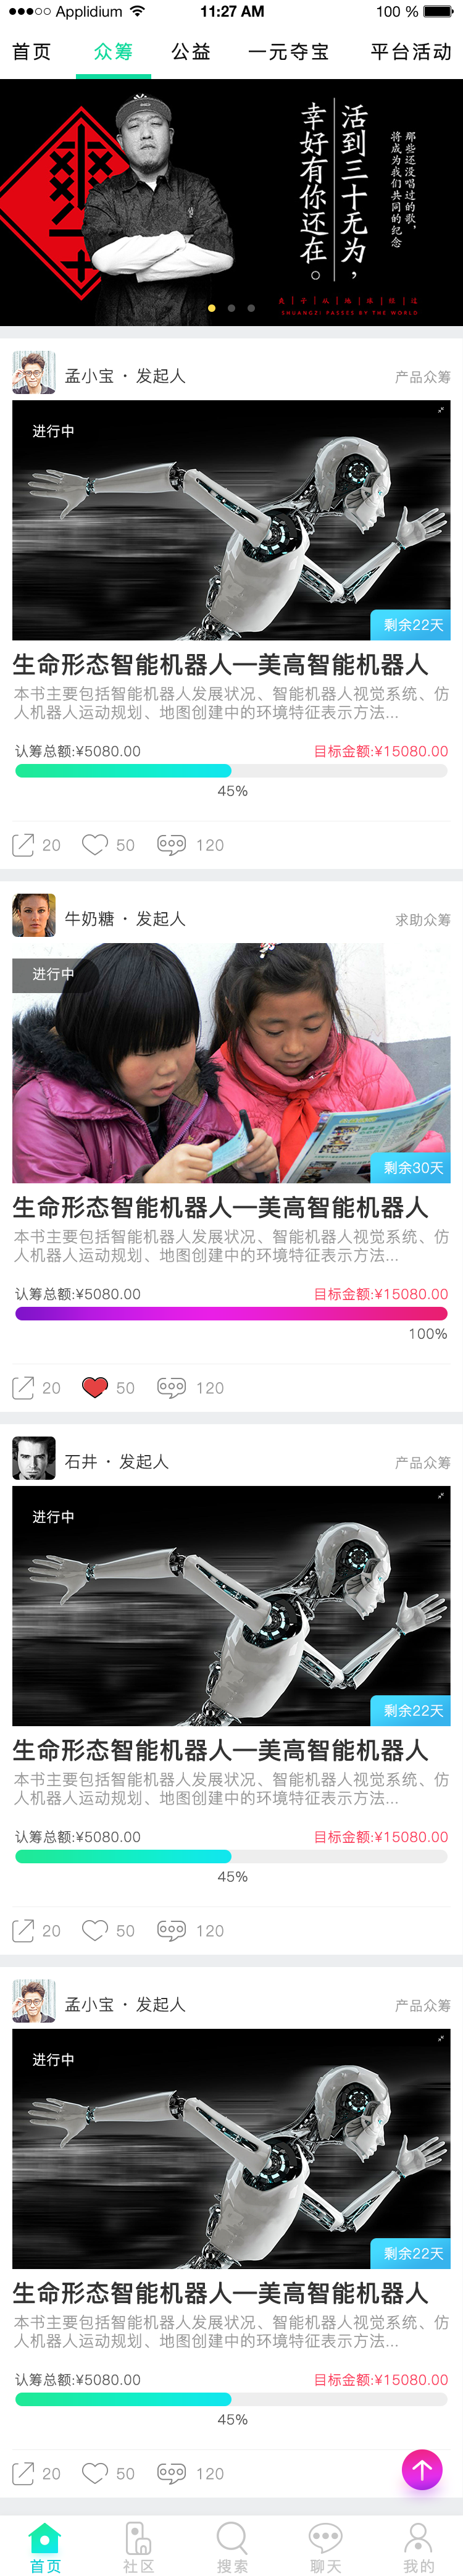 Applidium 11:27 AM 100 %
首页 众筹 公益 一元夺宝 平台活动
那些还没唱过的歌,
将成为我们共同的纪念
活到三十无为,
幸好有你还在。
SHUANGZI PASSES BY THE WORLD
孟小宝 · 发起人 产品众筹
进行中
剩余22天
生命形态智能机器人—美高智能机器人
本书主要包括智能机器人发展状况、智能机器人视觉系统、仿
人机器人运动规划、地图创建中的环境特征表示方法...
认筹总额:¥5080.00 目标金额:¥15080.00
45%
20 50 120
牛奶糖 · 发起人 求助众筹
进行中
剩余30天
生命形态智能机器人—美高智能机器人
本书主要包括智能机器人发展状况、智能机器人视觉系统、仿
人机器人运动规划、地图创建中的环境特征表示方法...
认筹总额:¥5080.00 目标金额:¥15080.00
100%
20 50 120
石井 · 发起人 产品众筹
进行中
剩余22天
生命形态智能机器人—美高智能机器人
本书主要包括智能机器人发展状况、智能机器人视觉系统、仿
人机器人运动规划、地图创建中的环境特征表示方法...
认筹总额:¥5080.00 目标金额:¥15080.00
45%
20 50 120
孟小宝 · 发起人 产品众筹
进行中
剩余22天
生命形态智能机器人—美高智能机器人
本书主要包括智能机器人发展状况、智能机器人视觉系统、仿
人机器人运动规划、地图创建中的环境特征表示方法...
认筹总额:¥5080.00 目标金额:¥15080.00
45%
20 50 120
首页 社区 搜索 聊天 我的